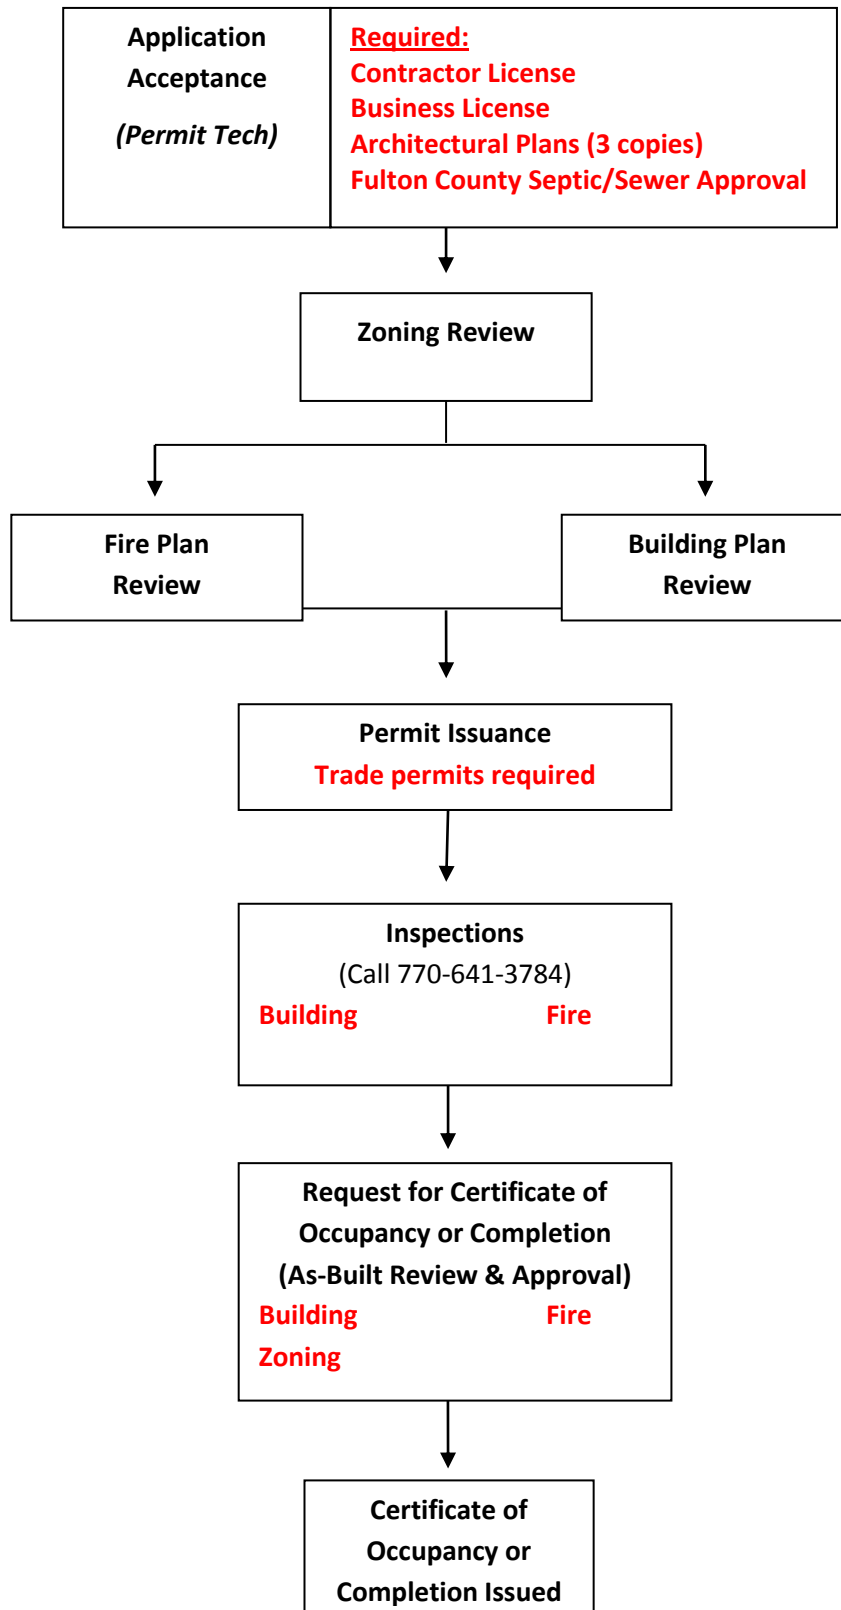 Application
Acceptance
(Permit Tech)
Required:
Contractor License
Business License
Architectural Plans (3 copies)
Fulton County Septic/Sewer Approval
Zoning Review
Fire Plan
Review
Building Plan
Review
Permit Issuance
Trade permits required
Inspections
(Call 770-641-3784)
Building Fire
Request for Certificate of
Occupancy or Completion
(As-Built Review & Approval)
Building Fire
Zoning
Certificate of
Occupancy or
Completion Issued